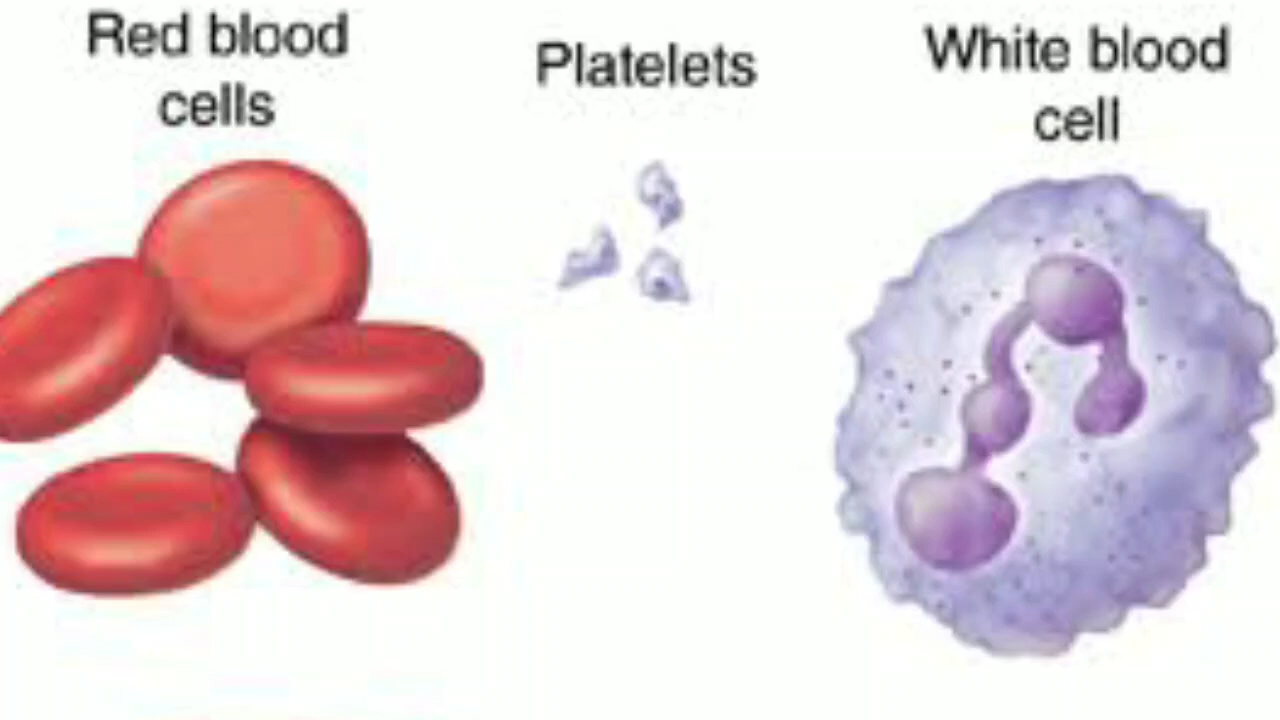 Red blood
cells
Platelets
White blood
cell